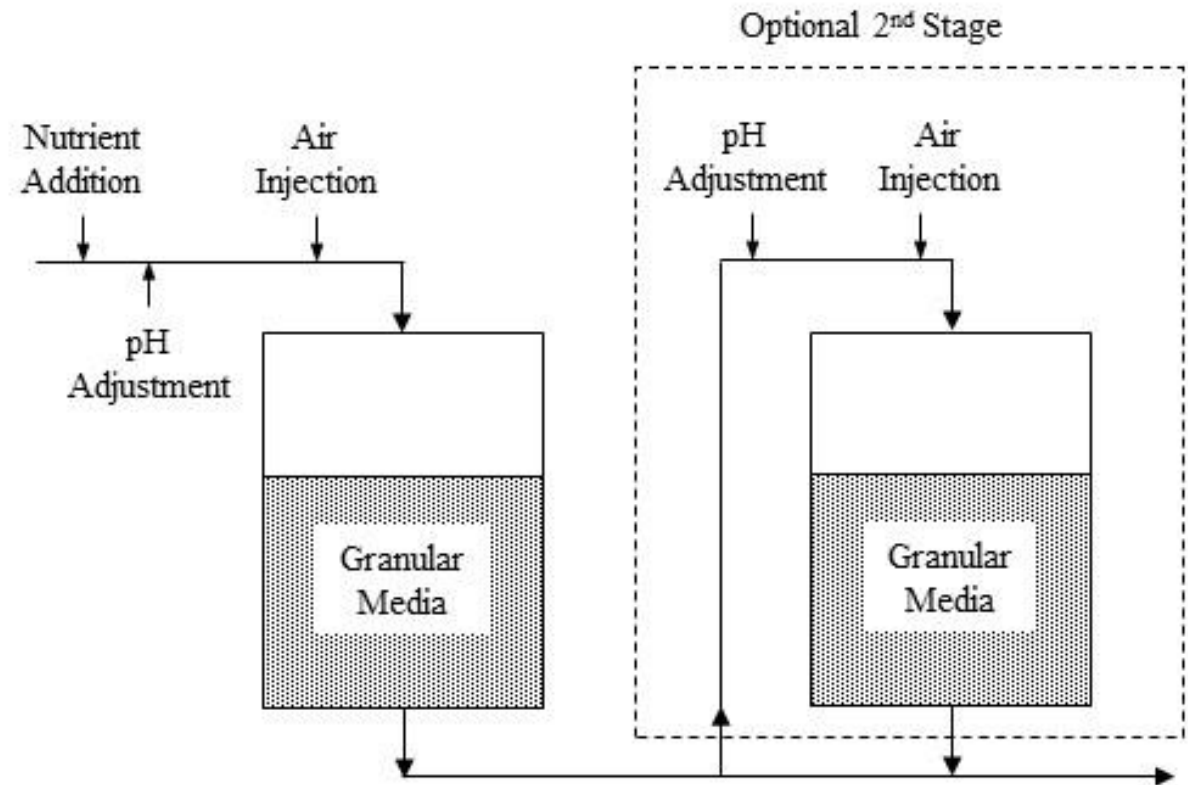 Optional 2nd Stage
Nutrient
Addition
Air
Injection
pH
Adjustment
pH
Adjustment
Air
Injection
Granular
Media
Granular
Media